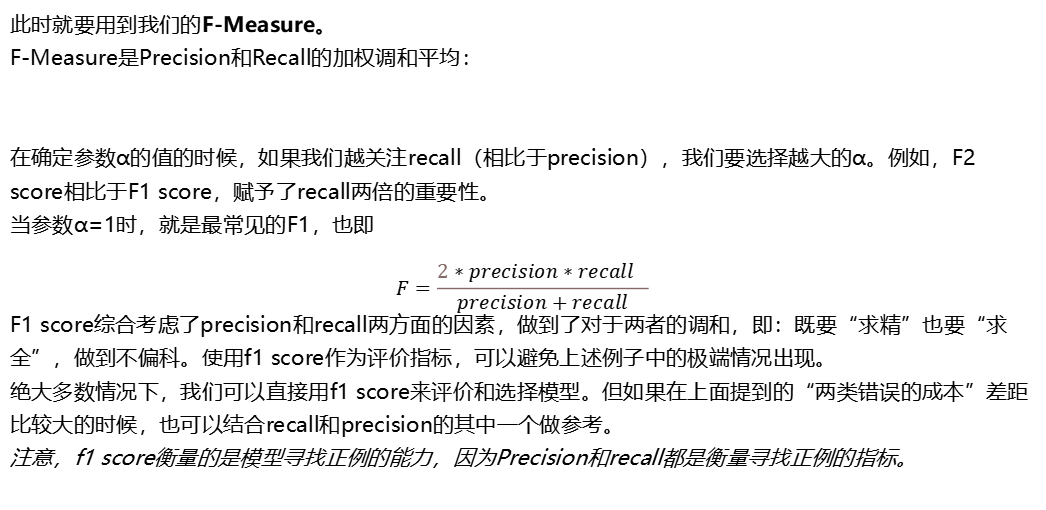 此时就要用到我们的F-Measure。
F-Measure是Precision和Recall的加权调和平均：
在确定参数α的值的时候，如果我们越关注recall（相比于precision），我们要选择越大的α。例如，F2
score相比于F1 score，赋予了recall两倍的重要性。
当参数α=1时，就是最常见的F1，也即
F = 2 * precision * recall / precision + recall
F1 score综合考虑了precision和recall两方面的因素，做到了对于两者的调和，即：既要“求精”也要“求
全”，做到不偏科。使用f1 score作为评价指标，可以避免上述例子中的极端情况出现。
绝大多数情况下，我们可以直接用f1 score来评价和选择模型。但如果在上面提到的“两类错误的成本”差距
比较大的时候，也可以结合recall和precision的其中一个做参考。
注意，f1 score衡量的是模型寻找正例的能力，因为Precision和recall都是衡量寻找正例的指标。